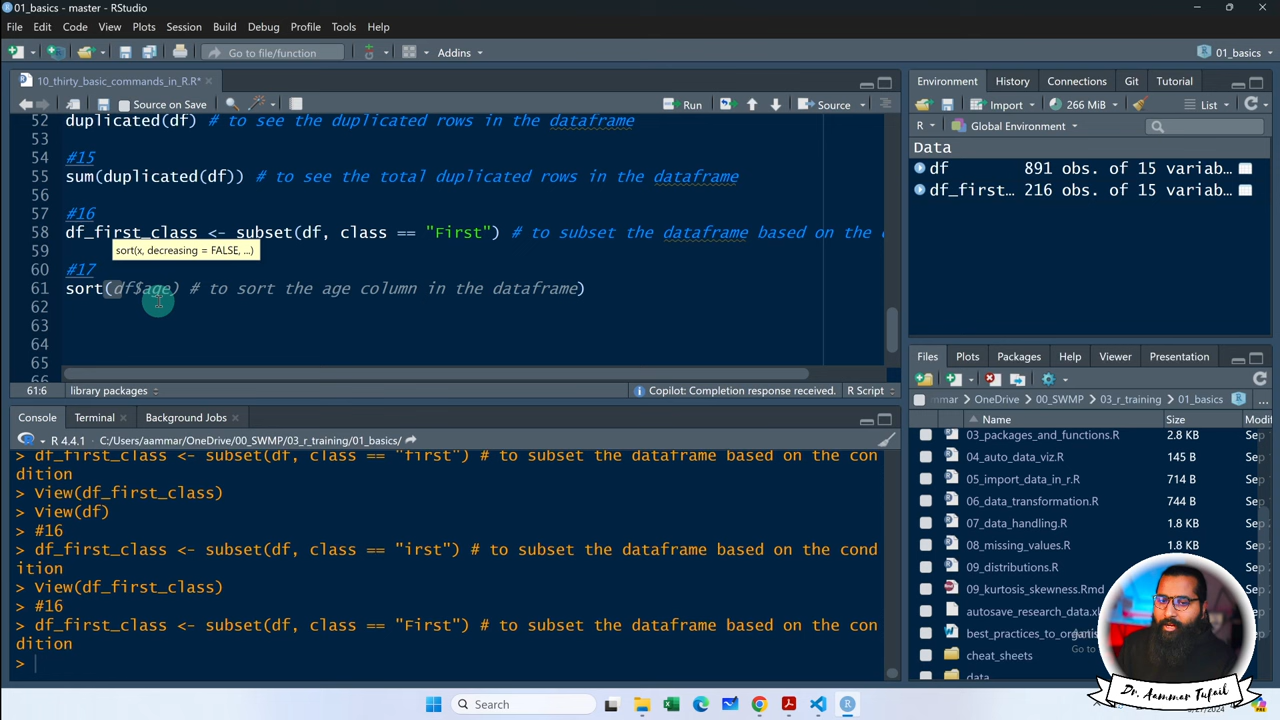 01_basics - master - RStudio
File Edit Code View Plots Session Build Debug Profile Tools Help
Go to file/function Addins 01_basics
10_thirty_basic_commands_in_R.R*
Source on Save Run Source
52 duplicated(df) # to see the duplicated rows in the dataframe
53
54 #15
55 sum(duplicated(df)) # to see the total duplicated rows in the dataframe
56
57 #16
58 df_first_class <- subset(df, class == "First") # to subset the dataframe based on the c
59 sort(x, decreasing = FALSE, ...)
60 #17
61 sort(df$age) # to sort the age column in the dataframe)
62
63
64
65
66
61:6 library packages Copilot: Completion response received. R Script
Console Terminal Background Jobs
R 4.4.1 · C:/Users/aammar/OneDrive/00_SWMP/03_r_training/01_basics/
> df_first_class <- subset(df, class == "first") # to subset the dataframe based on the con
dition
> View(df_first_class)
> View(df)
> #16
> df_first_class <- subset(df, class == "irst") # to subset the dataframe based on the cond
ition
> View(df_first_class)
> #16
> df_first_class <- subset(df, class == "First") # to subset the dataframe based on the con
dition
>
Environment History Connections Git Tutorial
Import 266 MiB List
R Global Environment
Data
df 891 obs. of 15 variab…
df_first… 216 obs. of 15 variab…
Files Plots Packages Help Viewer Presentation
ammar OneDrive 00_SWMP 03_r_training 01_basics ...
Name Size Modif
03_packages_and_functions.R 2.8 KB Sep
04_auto_data_viz.R 145 B Sep
05_import_data_in_r.R 714 B Sep
06_data_transformation.R 744 B Sep
07_data_handling.R 1.8 KB Sep
08_missing_values.R 1.8 KB Sep
09_distributions.R
09_kurtosis_skewness.Rmd
autosave_research_data.xl
best_practices_to_organis
cheat_sheets
data
Go to
Dr. Aammar Tufail
Search